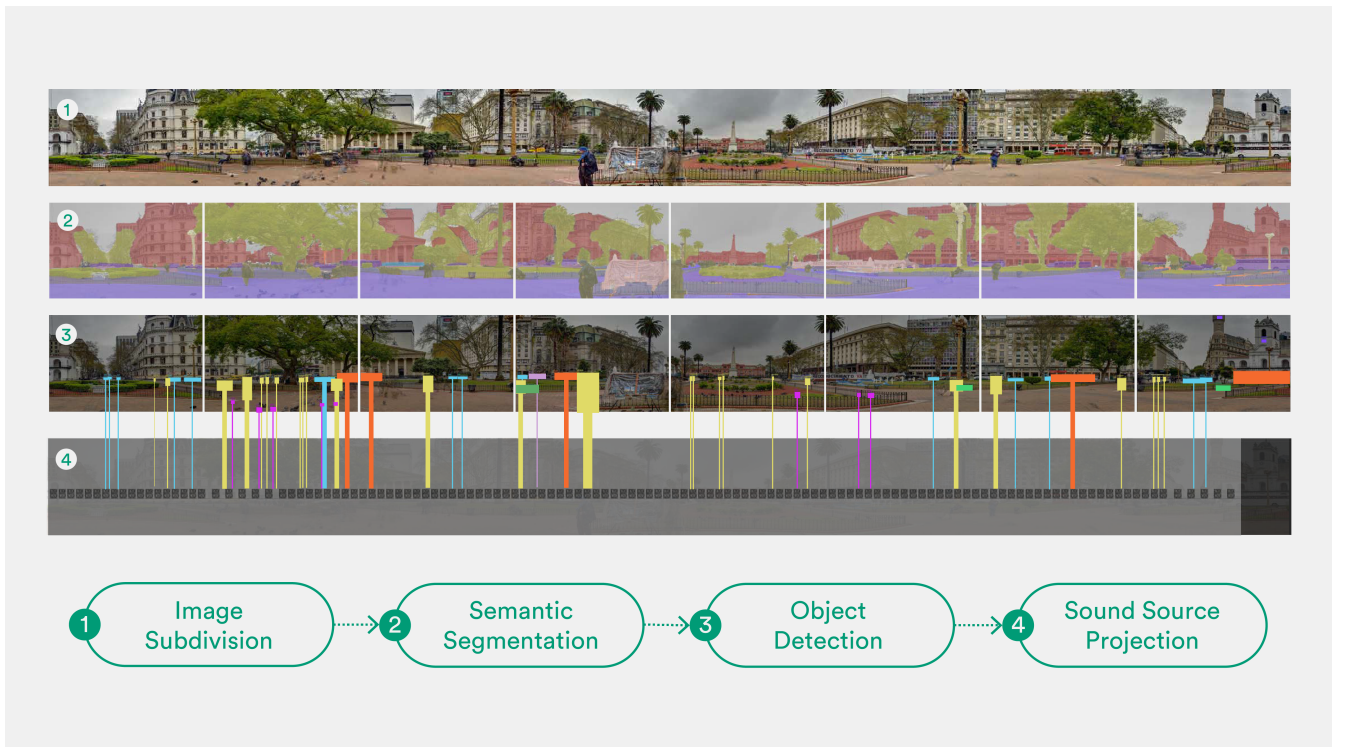 1
2
3
4
1
Image
Subdivision
2
Semantic
Segmentation
3
Object
Detection
4
Sound Source
Projection